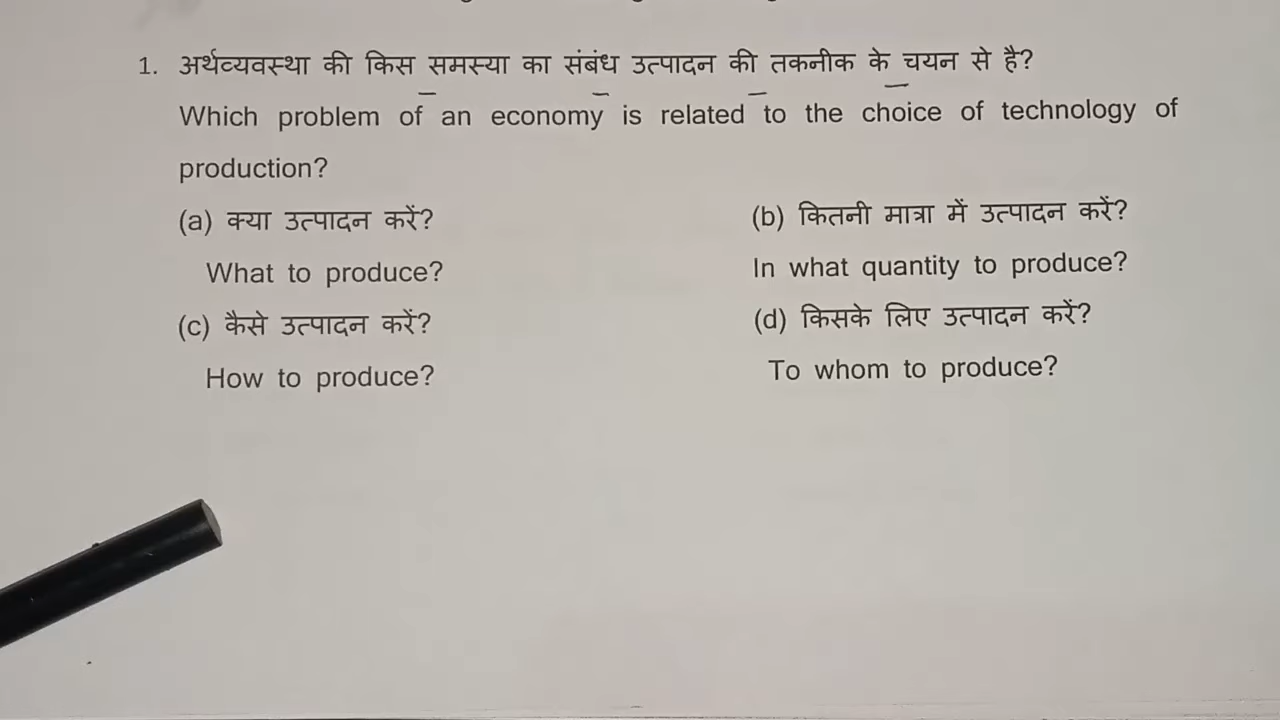 1. अर्थव्यवस्था की किस समस्या का संबंध उत्पादन की तकनीक के चयन से है?
Which problem of an economy is related to the choice of technology of
production?
(a) क्या उत्पादन करें?
(b) कितनी मात्रा में उत्पादन करें?
What to produce?
In what quantity to produce?
(c) कैसे उत्पादन करें?
(d) किसके लिए उत्पादन करें?
How to produce?
To whom to produce?